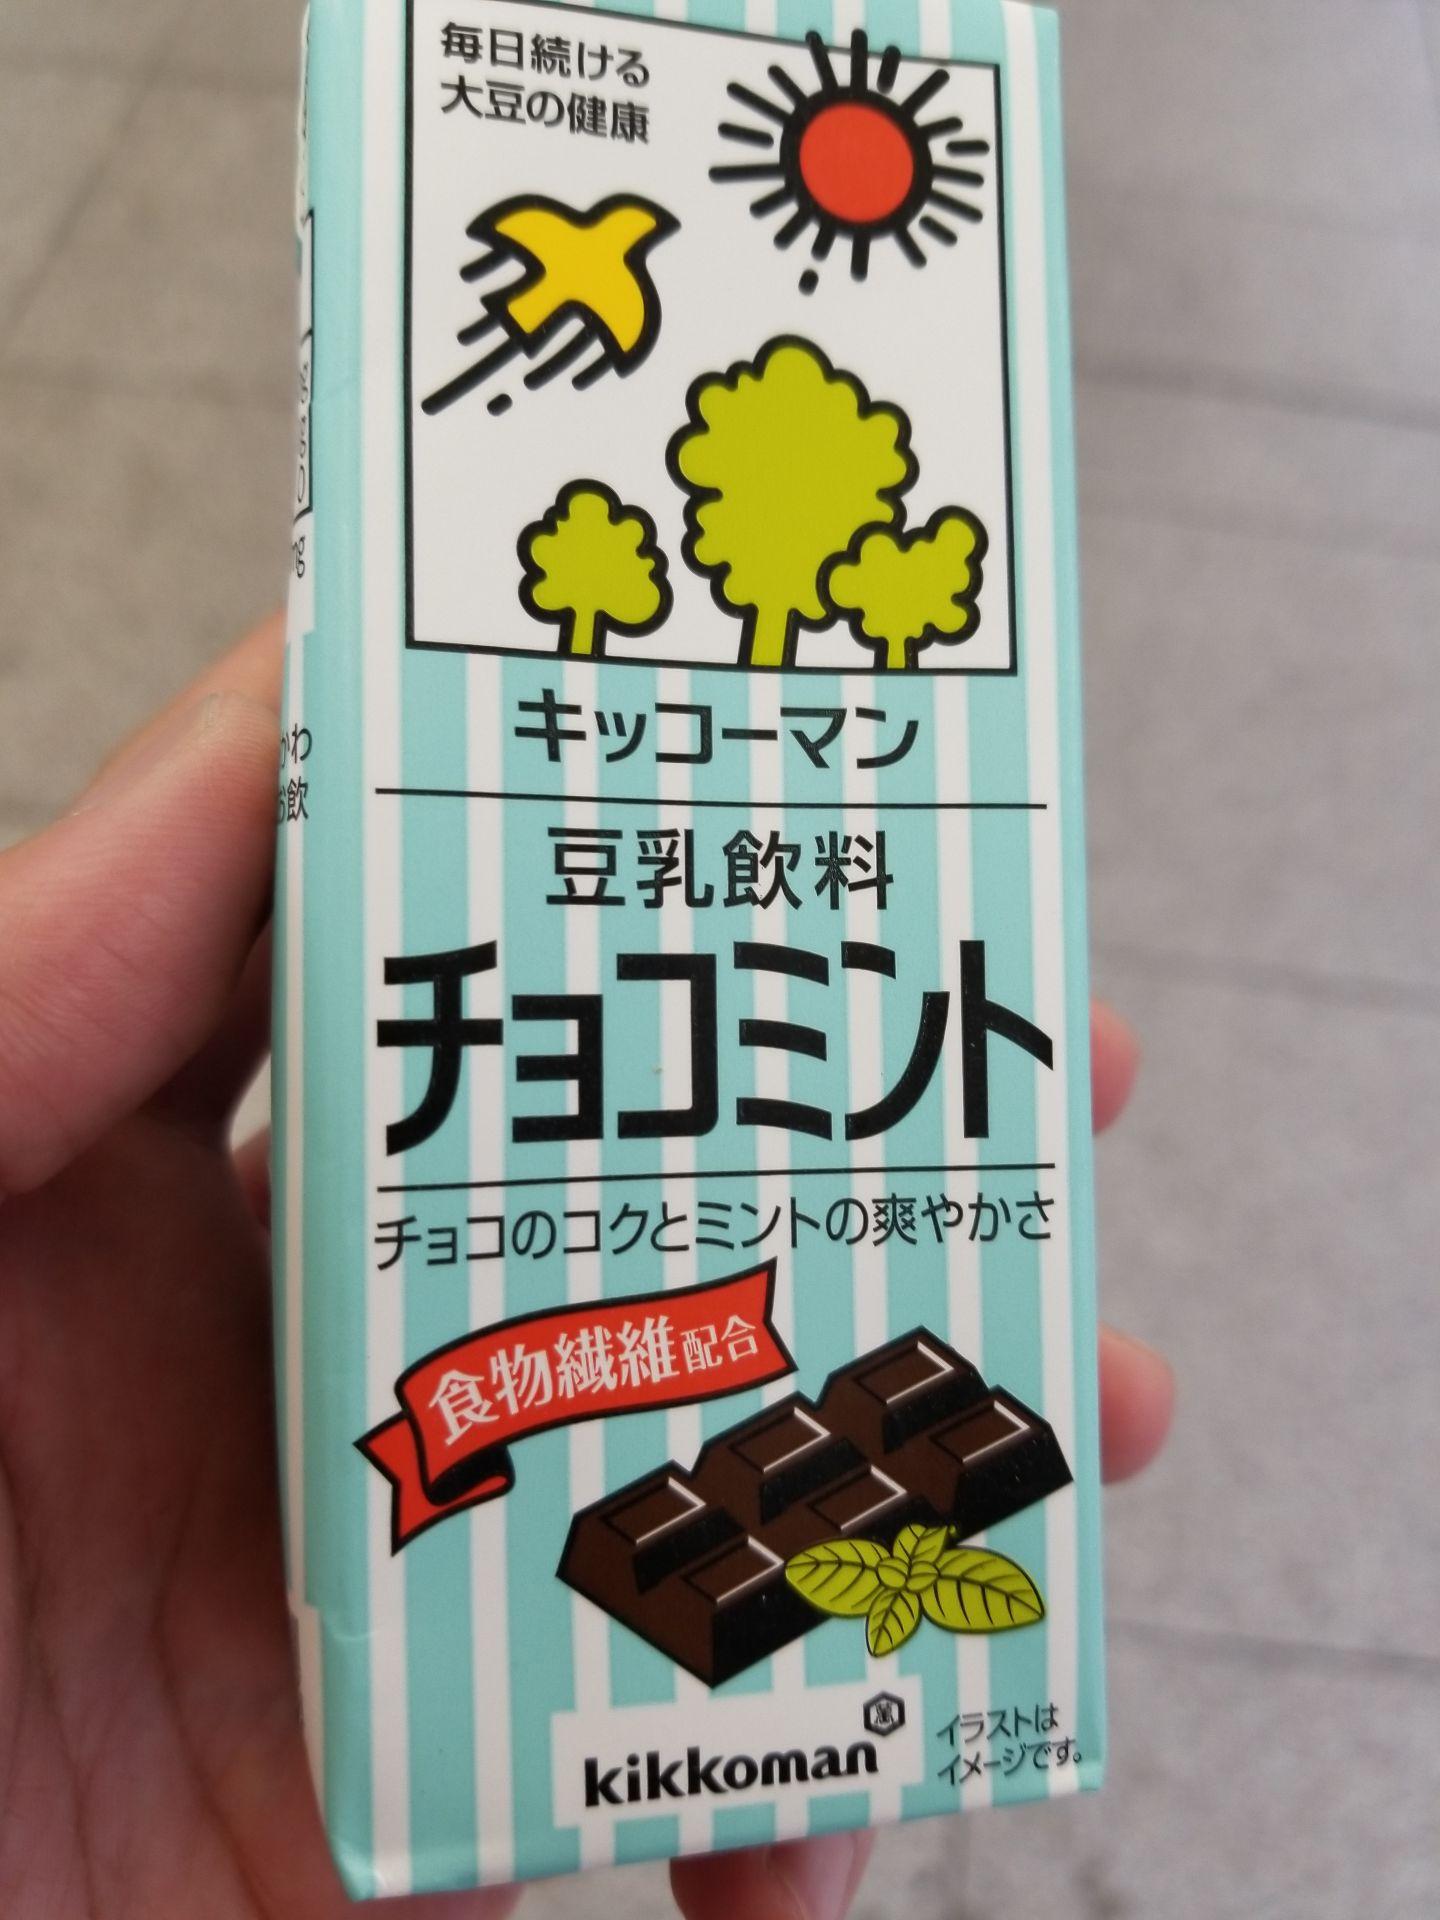 毎日続ける
大豆の健康
キッコーマン
豆乳飲料
チョコミント
チョコのコクとミントの爽やかさ
食物繊維配合
kikkoman
イラストは
イメージです。